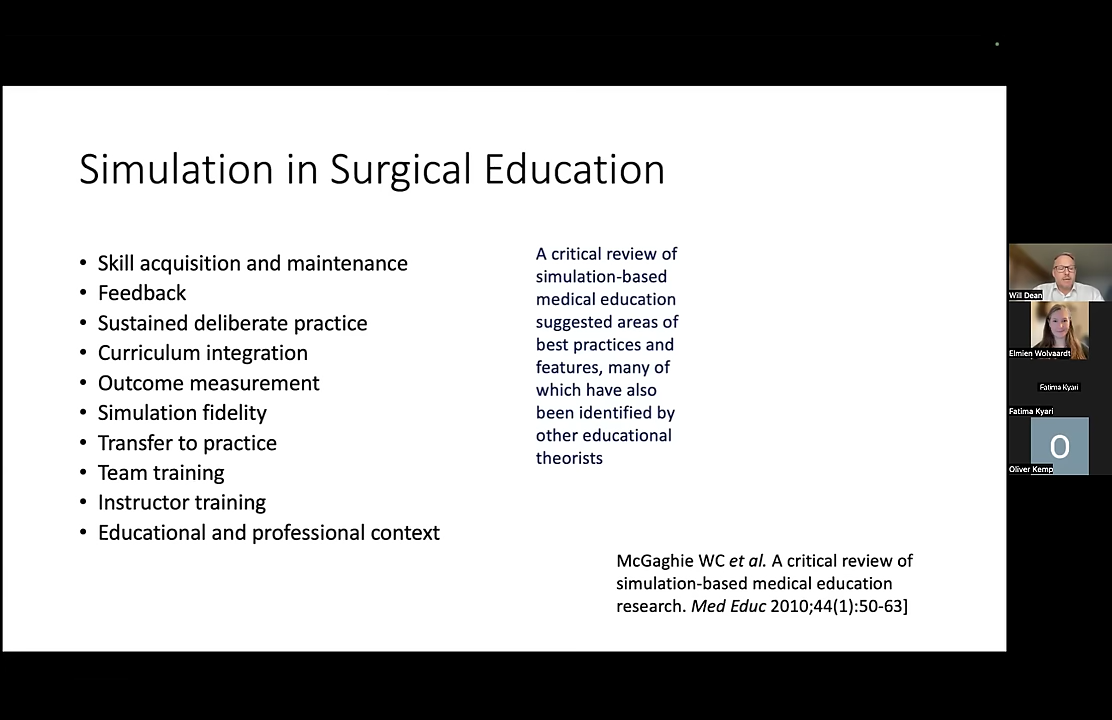 Simulation in Surgical Education
• Skill acquisition and maintenance
• Feedback
• Sustained deliberate practice
• Curriculum integration
• Outcome measurement
• Simulation fidelity
• Transfer to practice
• Team training
• Instructor training
• Educational and professional context
A critical review of
simulation-based
medical education
suggested areas of
best practices and
features, many of
which have also
been identified by
other educational
theorists
McGaghie WC et al. A critical review of
simulation-based medical education
research. Med Educ 2010;44(1):50-63]
Will Dean
Elmien Wolvaardt
Fatima Kyari
Fatima Kyari
O
Oliver Kemp